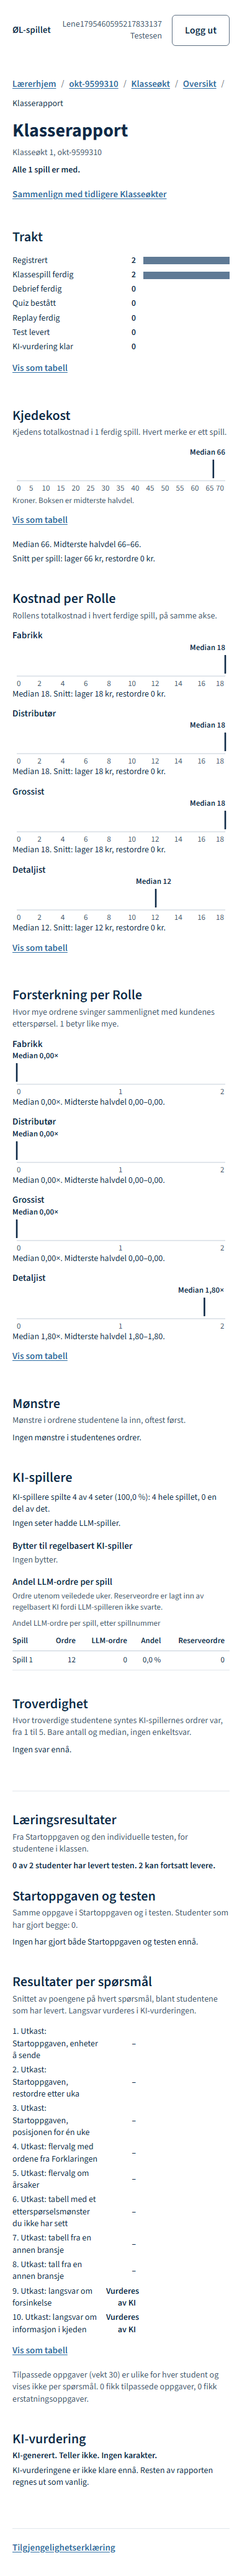 ØL-spillet
Lene1795460595217833137
Testesen
Logg ut
Lærerhjem / okt-9599310 / Klasseøkt / Oversikt /
Klasserapport
Klasserapport
Klasseøkt 1, okt-9599310
Alle 1 spill er med.
Sammenlign med tidligere Klasseøkter
Trakt
Registrert 2
Klassespill ferdig 2
Debrief ferdig 0
Quiz bestått 0
Replay ferdig 0
Test levert 0
KI-vurdering klar 0
Vis som tabell
Kjedekost
Kjedens totalkostnad i 1 ferdig spill. Hvert merke er ett spill.
Median 66
0 5 10 15 20 25 30 35 40 45 50 55 60 65 70
Kroner. Boksen er midterste halvdel.
Vis som tabell
Median 66. Midterste halvdel 66–66.
Snitt per spill: lager 66 kr, restordre 0 kr.
Kostnad per Rolle
Rollens totalkostnad i hvert ferdige spill, på samme akse.
Fabrikk
Median 18
0 2 4 6 8 10 12 14 16 18
Median 18. Snitt: lager 18 kr, restordre 0 kr.
Distributør
Median 18
0 2 4 6 8 10 12 14 16 18
Median 18. Snitt: lager 18 kr, restordre 0 kr.
Grossist
Median 18
0 2 4 6 8 10 12 14 16 18
Median 18. Snitt: lager 18 kr, restordre 0 kr.
Detaljist
Median 12
0 2 4 6 8 10 12 14 16 18
Median 12. Snitt: lager 12 kr, restordre 0 kr.
Vis som tabell
Forsterkning per Rolle
Hvor mye ordrene svinger sammenlignet med kundenes
etterspørsel. 1 betyr like mye.
Fabrikk
Median 0,00×
0 1 2
Median 0,00×. Midterste halvdel 0,00–0,00.
Distributør
Median 0,00×
0 1 2
Median 0,00×. Midterste halvdel 0,00–0,00.
Grossist
Median 0,00×
0 1 2
Median 0,00×. Midterste halvdel 0,00–0,00.
Detaljist
Median 1,80×
0 1 2
Median 1,80×. Midterste halvdel 1,80–1,80.
Vis som tabell
Mønstre
Mønstre i ordrene studentene la inn, oftest først.
Ingen mønstre i studentenes ordrer.
KI-spillere
KI-spillere spilte 4 av 4 seter (100,0 %): 4 hele spillet, 0 en
del av det.
Ingen seter hadde LLM-spiller.
Bytter til regelbasert KI-spiller
Ingen bytter.
Andel LLM-ordre per spill
Ordre utenom veiledede uker. Reserveordre er lagt inn av
regelbasert KI fordi LLM-spilleren ikke svarte.
Andel LLM-ordre per spill, etter spillnummer
Spill Ordre LLM-ordre Andel Reserveordre
Spill 1 12 0 0,0 % 0
Troverdighet
Hvor troverdige studentene syntes KI-spillernes ordrer var,
fra 1 til 5. Bare antall og median, ingen enkeltsvar.
Ingen svar ennå.
Læringsresultater
Fra Startoppgaven og den individuelle testen, for
studentene i klassen.
0 av 2 studenter har levert testen. 2 kan fortsatt levere.
Startoppgaven og testen
Samme oppgave i Startoppgaven og i testen. Studenter som
har gjort begge: 0.
Ingen har gjort både Startoppgaven og testen ennå.
Resultater per spørsmål
Snittet av poengene på hvert spørsmål, blant studentene
som har levert. Langsvar vurderes i KI-vurderingen.
1. Utkast:
Startoppgaven, enheter
å sende –
2. Utkast:
Startoppgaven,
restordre etter uka –
3. Utkast:
Startoppgaven,
posisjonen for én uke –
4. Utkast: flervalg med
ordene fra Forklaringen –
5. Utkast: flervalg om
årsaker –
6. Utkast: tabell med et
etterspørselsmønster
du ikke har sett –
7. Utkast: tabell fra en
annen bransje –
8. Utkast: tall fra en
annen bransje –
9. Utkast: langsvar om
forsinkelse
Vurderes
av KI
10. Utkast: langsvar om
informasjon i kjeden
Vurderes
av KI
Vis som tabell
Tilpassede oppgaver (vekt 30) er ulike for hver student og
vises ikke per spørsmål. 0 fikk tilpassede oppgaver, 0 fikk
erstatningsoppgaver.
KI-vurdering
KI-generert. Teller ikke. Ingen karakter.
KI-vurderingene er ikke klare ennå. Resten av rapporten
regnes ut som vanlig.
Tilgjengelighetserklæring